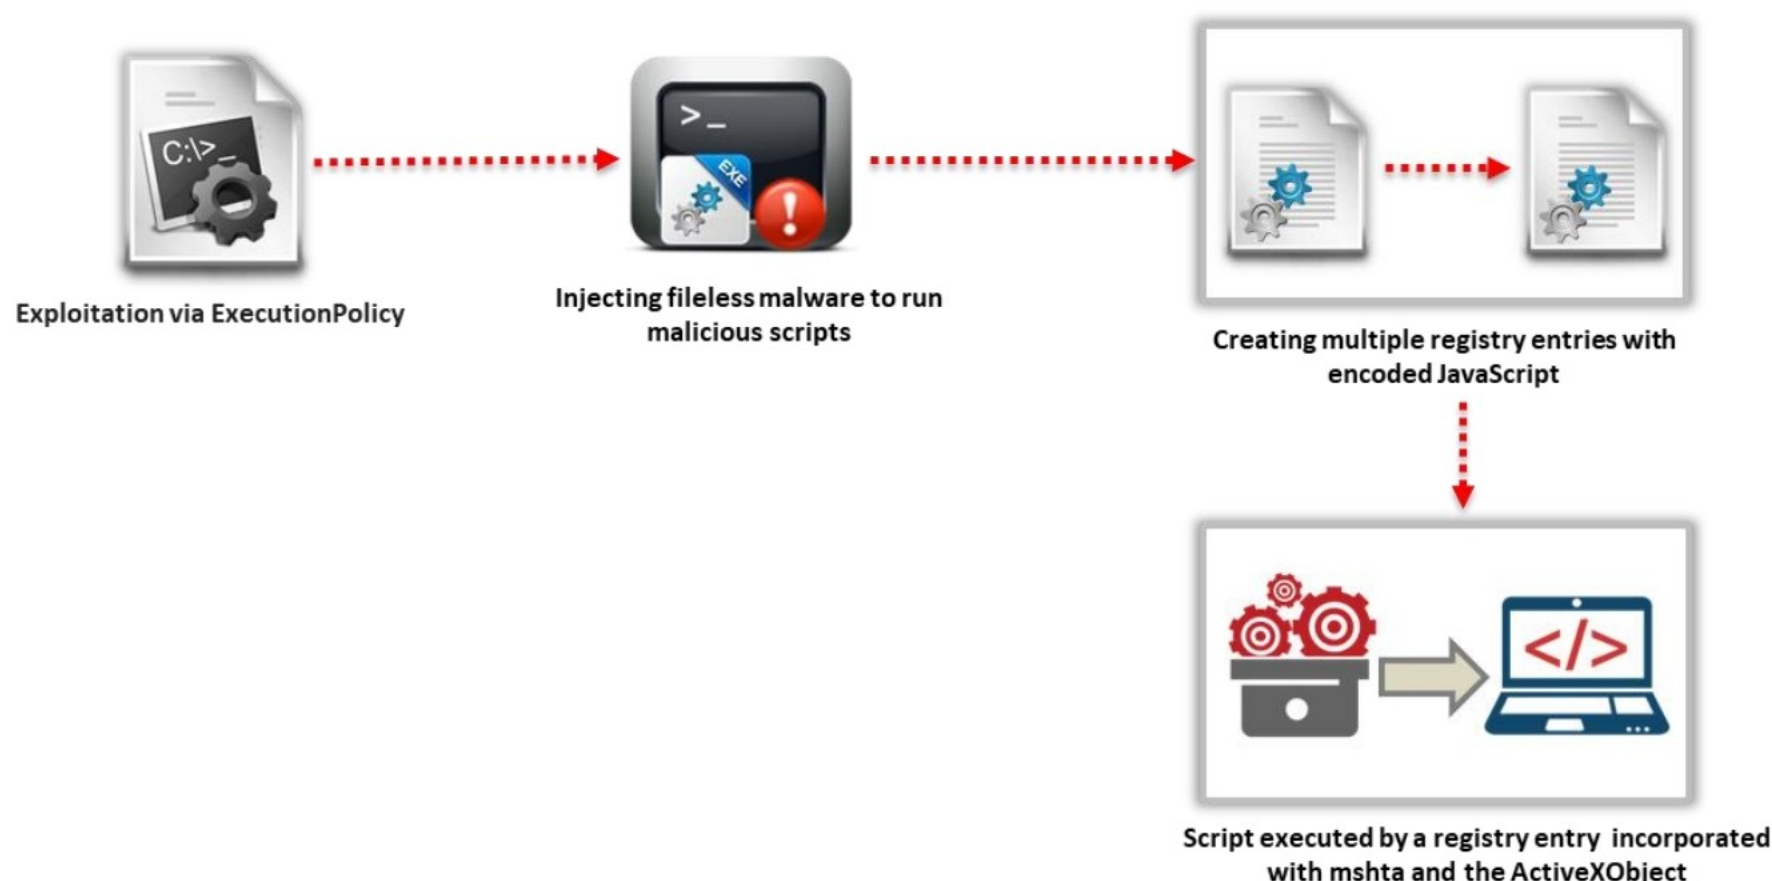 C:\>_
Exploitation via ExecutionPolicy
>_
EXE
!
Injecting fileless malware to run
malicious scripts
Creating multiple registry entries with
encoded JavaScript
</>
Script executed by a registry entry incorporated
with mshta and the ActiveXObject